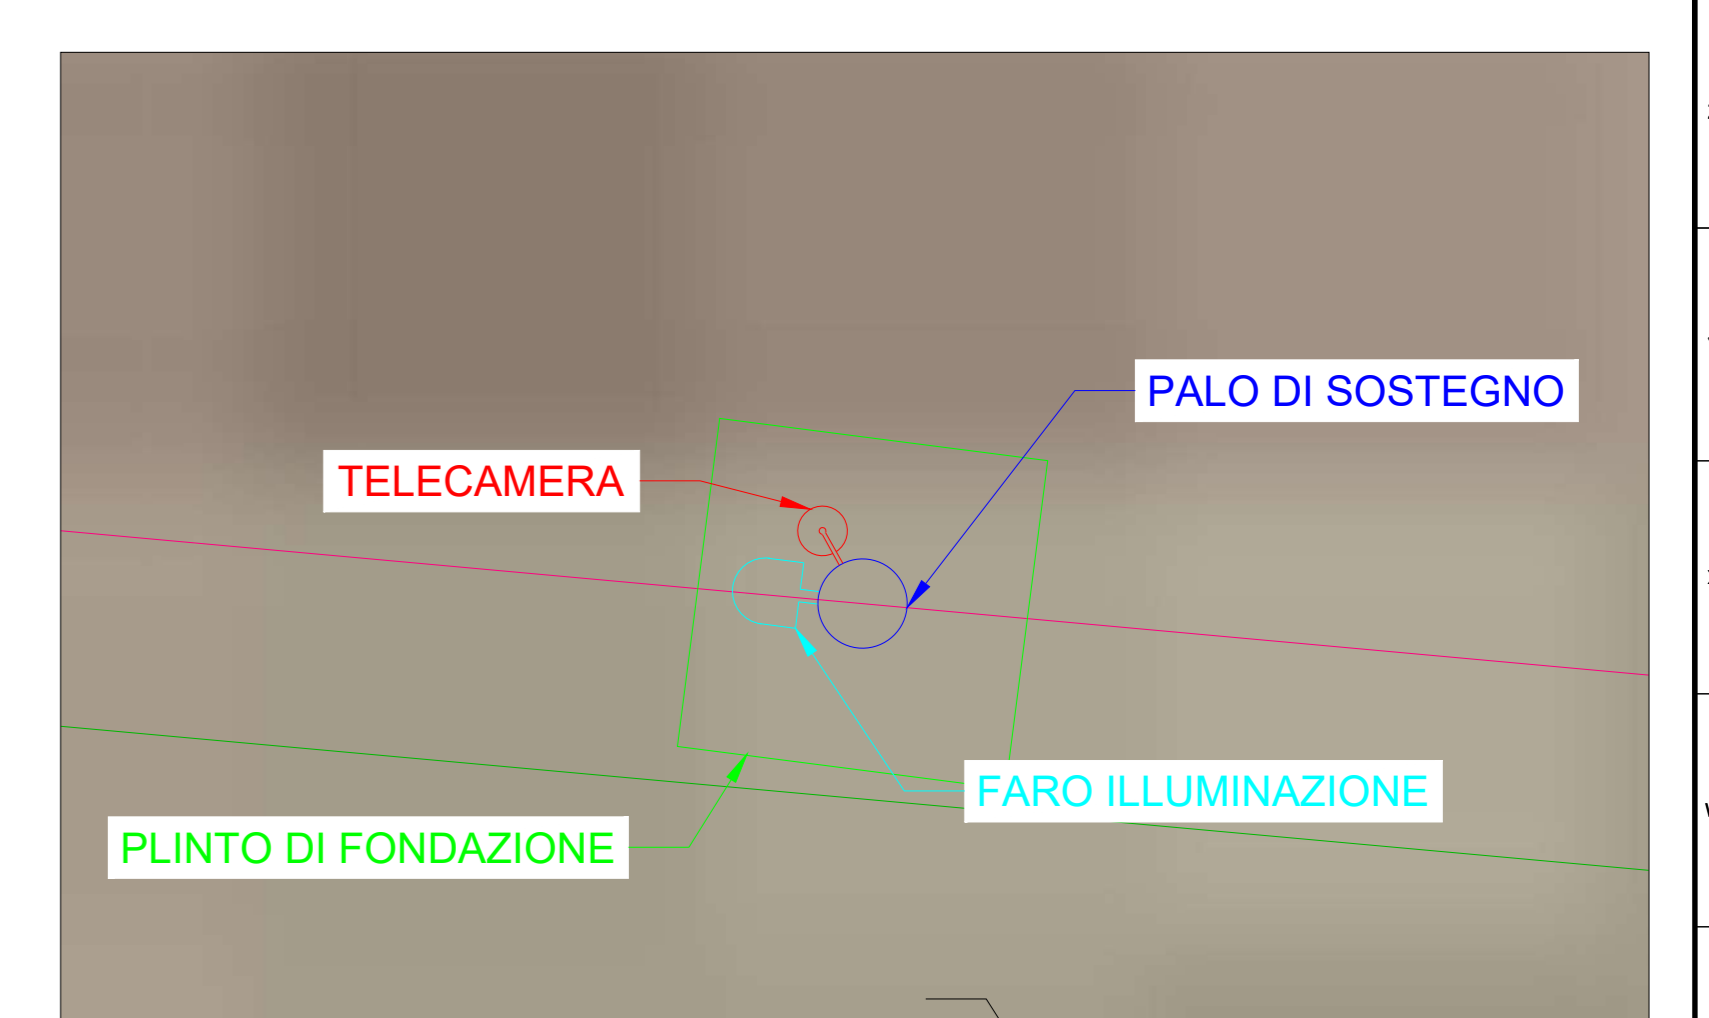 PALO DI SOSTEGNO
TELECAMERA
FARO ILLUMINAZIONE
PLINTO DI FONDAZIONE